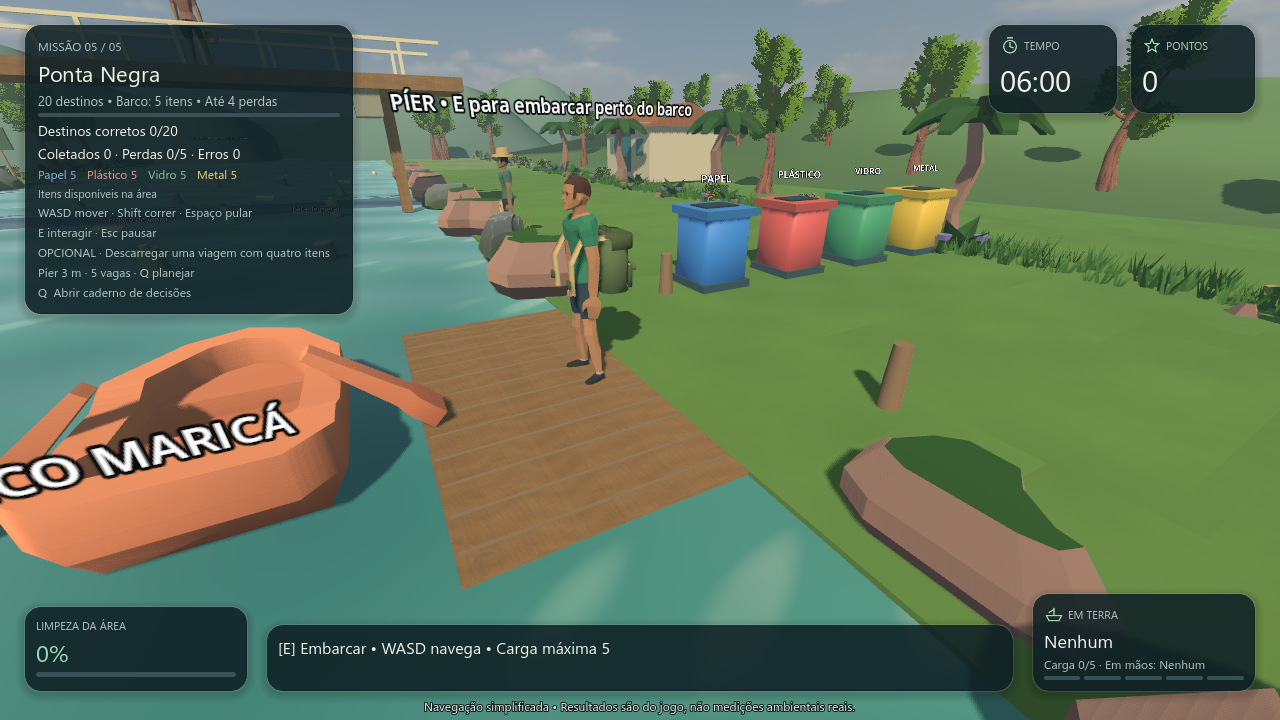 MISSÃO 05 / 05
Ponta Negra
20 destinos • Barco: 5 itens • Até 4 perdas
Destinos corretos 0/20
Coletados 0 · Perdas 0/5 · Erros 0
Papel 5 Plástico 5 Vidro 5 Metal 5
Itens disponíveis na área
WASD mover · Shift correr · Espaço pular
E interagir · Esc pausar
OPCIONAL · Descarregar uma viagem com quatro itens
Pier 3 m · 5 vagas · Q planejar
Q Abrir caderno de decisões
TEMPO
06:00
PONTOS
0
PÍER • E para embarcar perto do barco
PAPEL
PLÁSTICO
VIDRO
METAL
CO MARICÁ
LIMPEZA DA ÁREA
0%
[E] Embarcar • WASD navega • Carga máxima 5
EM TERRA
Nenhum
Carga 0/5 · Em mãos: Nenhum
Navegação simplificada • Resultados são do jogo, não medições ambientais reais.